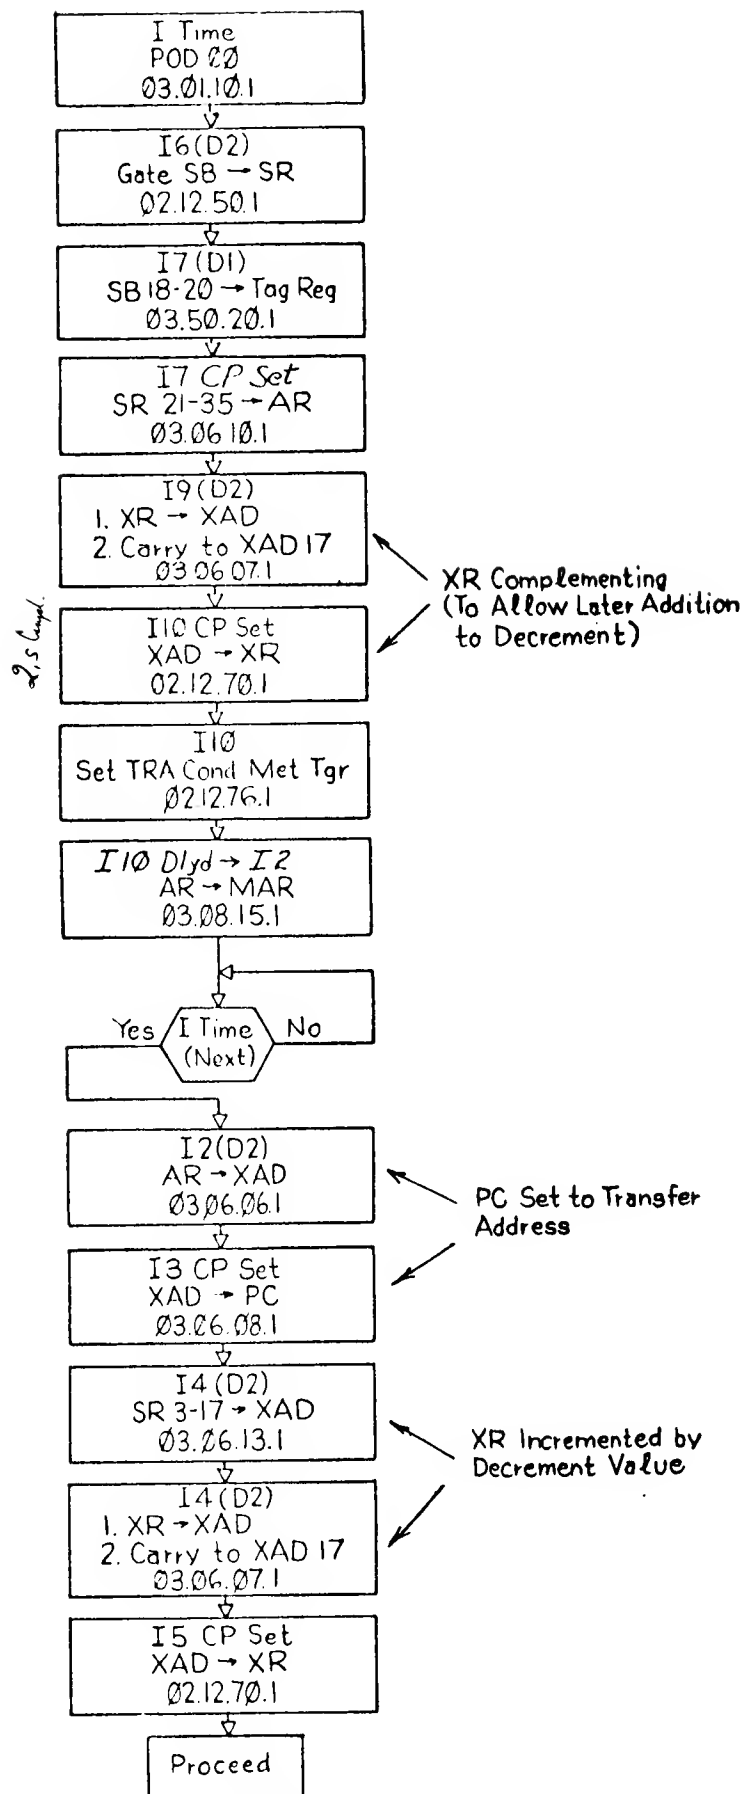 I Time
POD 20
03.01.10.1
I6(D2)
Gate SB → SR
02.12.50.1
I7(D1)
SB 18-20 → Tag Reg
03.50.20.1
I7 CP Set
SR 21-35 → AR
03.06 10.1
I9(D2)
1. XR → XAD
2. Carry to XAD 17
03 06 07.1
XR Complementing
(To Allow Later Addition
to Decrement)
2,s Compl.
I10 CP Set
XAD → XR
02.12.70.1
I10
Set TRA Cond Met Tgr
02.12.76.1
I10 Dlyd → I2
AR → MAR
03.08.15.1
Yes
I Time
(Next)
No
I2(D2)
AR → XAD
03.06.06.1
PC Set to Transfer
Address
I3 CP Set
XAD → PC
03.06.08.1
I4(D2)
SR 3-17 → XAD
03.06.13.1
XR Incremented by
Decrement Value
I4(D2)
1. XR → XAD
2. Carry to XAD 17
03.06.07.1
I5 CP Set
XAD → XR
02.12.70.1
Proceed